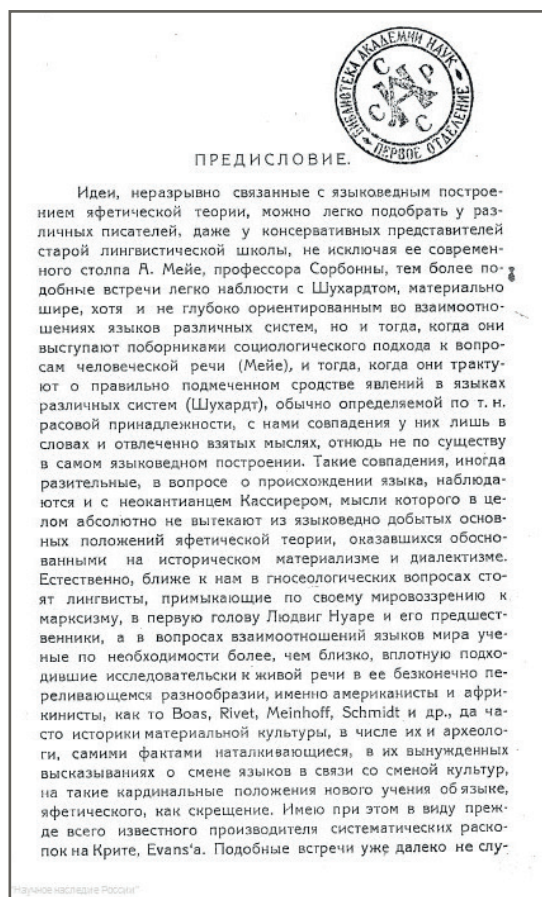 БИБЛИОТЕКА АКАДЕМИИ НАУК
СССР
ПЕРВОЕ ОТДЕЛЕНИЕ
ПРЕДИСЛОВИЕ.
Идеи, неразрывно связанные с языковедным построе-
нием яфетической теории, можно легко подобрать у раз-
личных писателей, даже у консервативных представителей
старой лингвистической школы, не исключая ее современ-
ного столпа А. Мейе, профессора Сорбонны, тем более по-
добные встречи легко наблюсти с Шухардтом, материально
шире, хотя и не глубоко ориентированным во взаимоотно-
шениях языков различных систем, но и тогда, когда они
выступают поборниками социологического подхода к вопро-
сам человеческой речи (Мейе), и тогда, когда они тракту-
ют о правильно подмеченном сродстве явлений в языках
различных систем (Шухардт), обычно определяемой по т. н.
расовой принадлежности, с нами совпадения у них лишь в
словах и отвлеченно взятых мыслях, отнюдь не по существу
в самом языковедном построении. Такие совпадения, иногда
разительные, в вопросе о происхождении языка, наблюда-
ются и с неокантианцем Кассирером, мысли которого в це-
лом абсолютно не вытекают из языковедно добытых основ-
ных положений яфетической теории, оказавшихся обосно-
ванными на историческом материализме и диалектизме.
Естественно, ближе к нам в гносеологических вопросах сто-
ят лингвисты, примыкающие по своему мировоззрению к
марксизму, в первую голову Людвиг Нуаре и его предшест-
венники, а в вопросах взаимоотношений языков мира уче-
ные по необходимости более, чем близко, вплотную подхо-
дившие исследовательски к живой речи в ее безконечно пе-
реливающемся разнообразии, именно американисты и афри-
кинисты, как то Boas, Rivet, Meinhoff, Schmidt и др., да ча-
сто историки материальной культуры, в числе их и археоло-
ги, самими фактами наталкивающиеся, в их вынужденных
высказываниях о смене языков в связи со сменой культур,
на такие кардинальные положения нового учения об языке,
яфетического, как скрещение. Имею при этом в виду преж-
де всего известного производителя систематических раско-
пок на Крите, Evans'a. Подобные встречи уже далеко не слу-
"Научное наследие России"